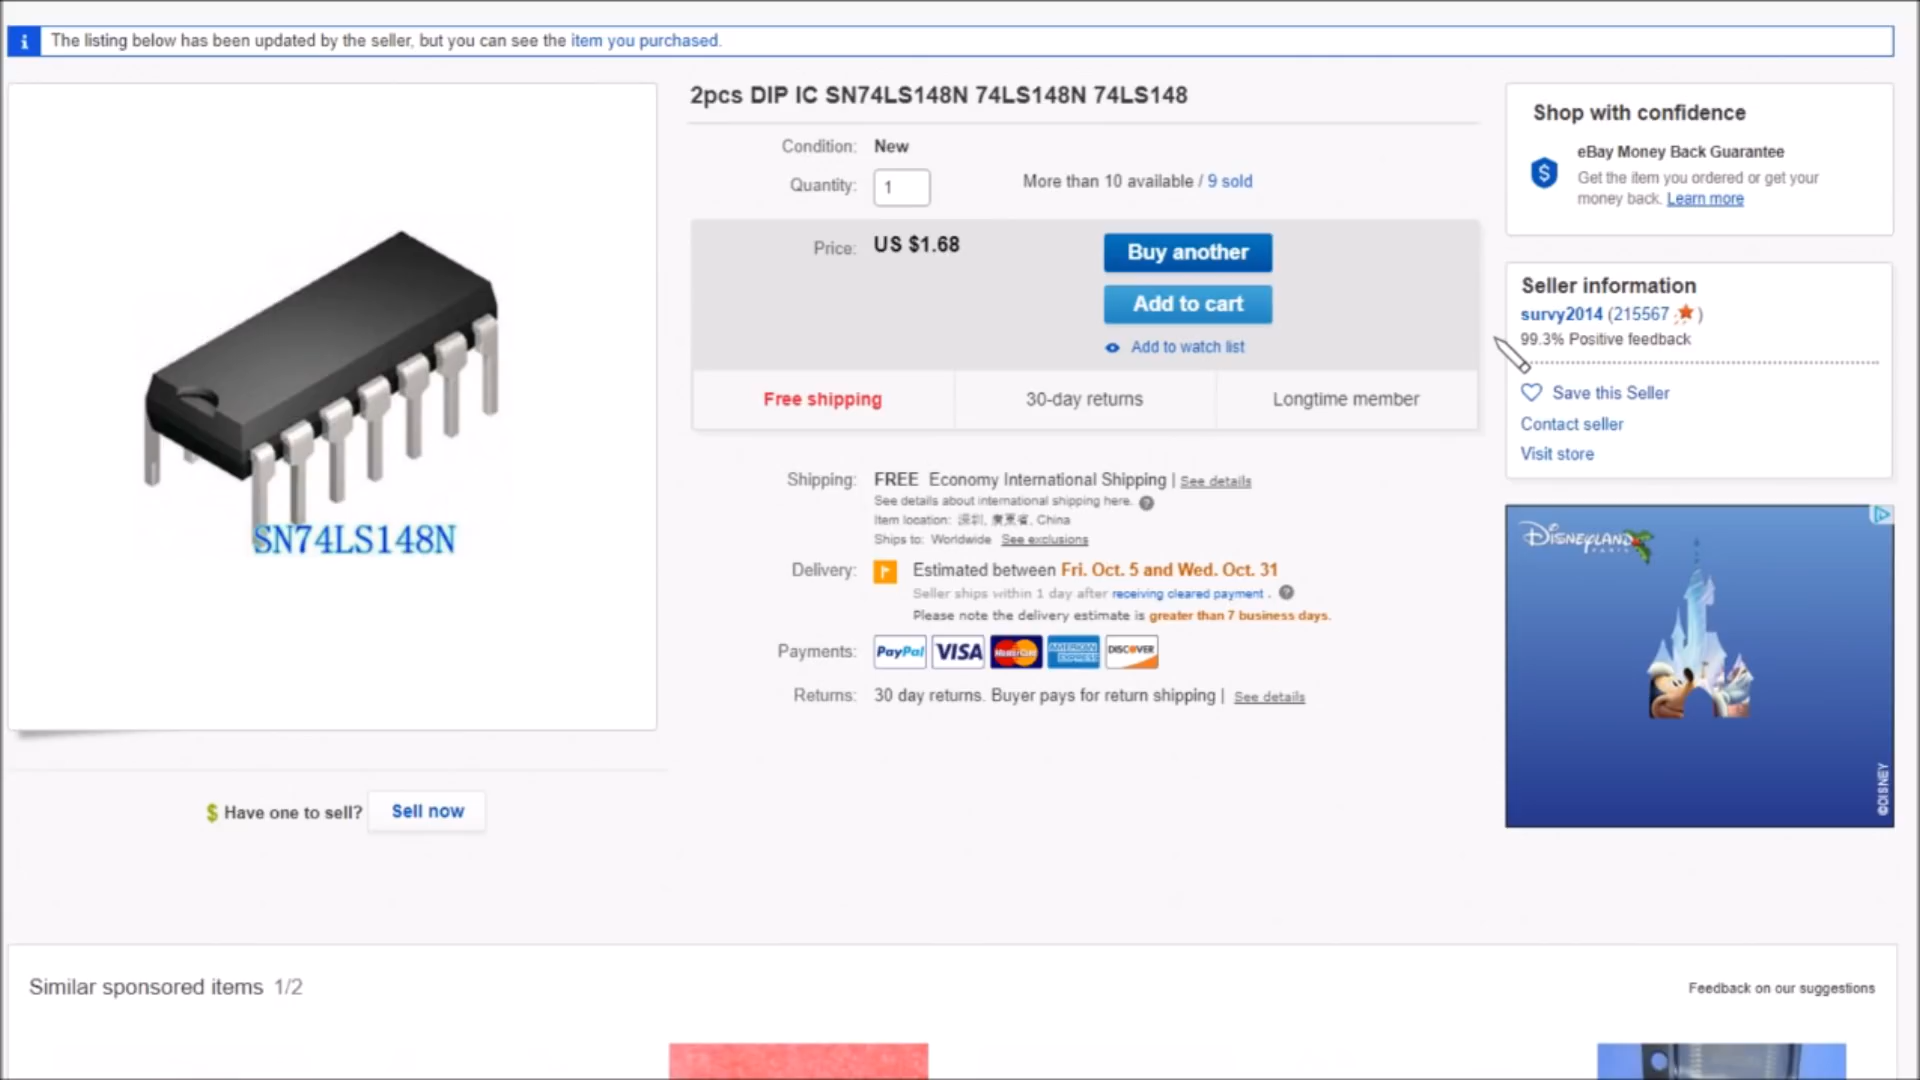 The listing below has been updated by the seller, but you can see the item you purchased.
2pcs DIP IC SN74LS148N 74LS148N 74LS148
Condition: New
Quantity: 1 More than 10 available / 9 sold
Price: US $1.68
Buy another
Add to cart
Add to watch list
Free shipping 30-day returns Longtime member
Shipping: FREE Economy International Shipping | See details
See details about international shipping here.
Item location: 深圳, 廣東省, China
Ships to: Worldwide See exclusions
Delivery: Estimated between Fri. Oct. 5 and Wed. Oct. 31
Seller ships within 1 day after receiving cleared payment .
Please note the delivery estimate is greater than 7 business days.
Payments: PayPal VISA MasterCard AMERICAN EXPRESS DISCOVER
Returns: 30 day returns. Buyer pays for return shipping | See details
SN74LS148N
$ Have one to sell? Sell now
Shop with confidence
eBay Money Back Guarantee
Get the item you ordered or get your
money back. Learn more
Seller information
survy2014 (215567 )
99.3% Positive feedback
Save this Seller
Contact seller
Visit store
DISNEYLAND
PARIS
©DISNEY
Similar sponsored items 1/2
Feedback on our suggestions